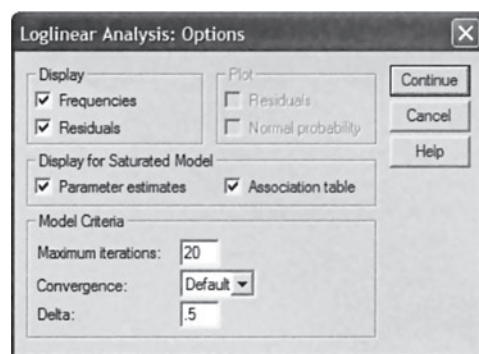 Loglinear Analysis: Options
Display
Frequencies
Residuals
Plot
Residuals
Normal probability
Continue
Cancel
Help
Display for Saturated Model
Parameter estimates
Association table
Model Criteria
Maximum iterations: 20
Convergence: Default
Delta: .5